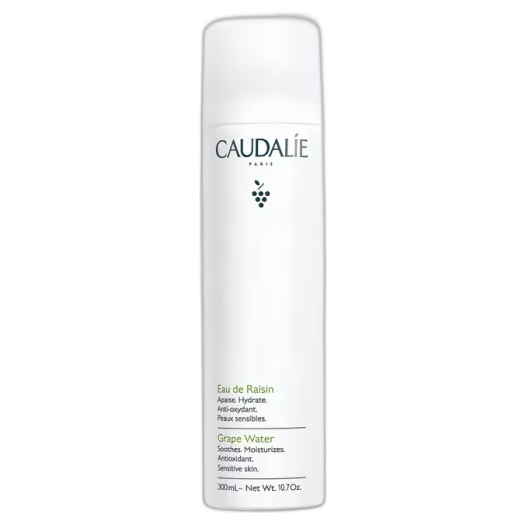 CAUDALÍE
PARIS
Eau de Raisin
Apaise. Hydrate.
Anti-oxydant.
Peaux sensibles.
Grape Water
Soothes. Moisturizes.
Antioxidant.
Sensitive skin.
300mL– Net Wt. 10.7Oz.